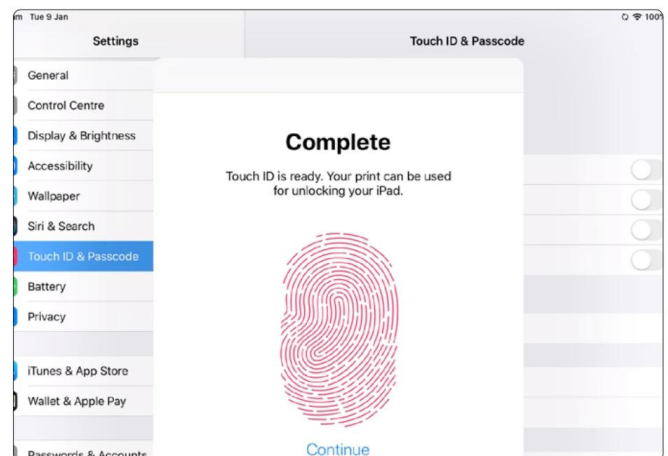 Tue 9 Jan
Settings
Touch ID & Passcode
General
Control Centre
Display & Brightness
Accessibility
Wallpaper
Siri & Search
Touch ID & Passcode
Battery
Privacy
iTunes & App Store
Wallet & Apple Pay
Passwords & Accounts
Complete
Touch ID is ready. Your print can be used
for unlocking your iPad.
Continue